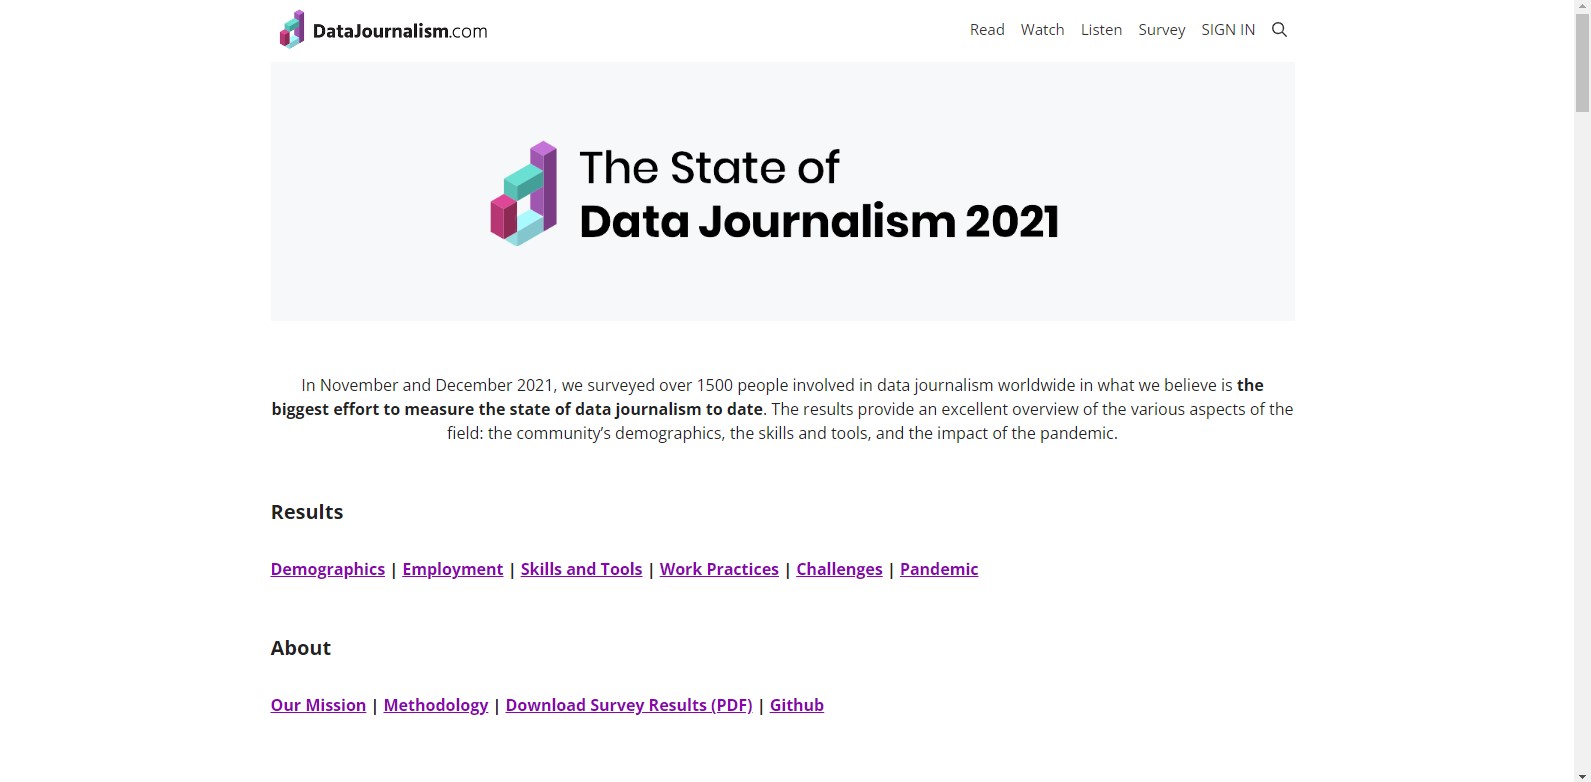 DataJournalism.com
Read Watch Listen Survey SIGN IN
The State of
Data Journalism 2021
In November and December 2021, we surveyed over 1500 people involved in data journalism worldwide in what we believe is the
biggest effort to measure the state of data journalism to date. The results provide an excellent overview of the various aspects of the
field: the community’s demographics, the skills and tools, and the impact of the pandemic.
Results
Demographics | Employment | Skills and Tools | Work Practices | Challenges | Pandemic
About
Our Mission | Methodology | Download Survey Results (PDF) | Github